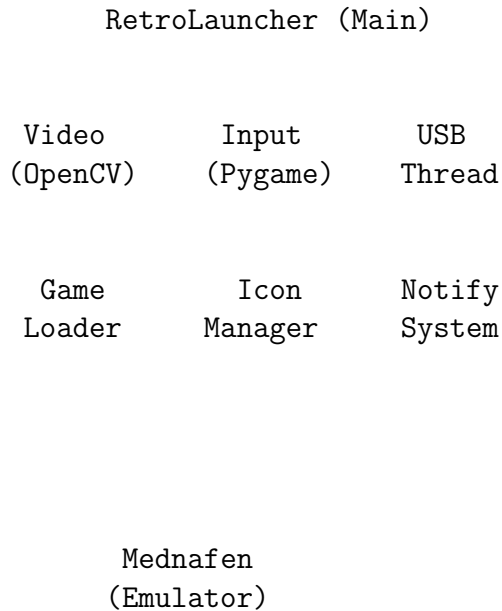 RetroLauncher (Main)
Video Input USB
(OpenCV) (Pygame) Thread
Game Icon Notify
Loader Manager System
Mednafen
(Emulator)